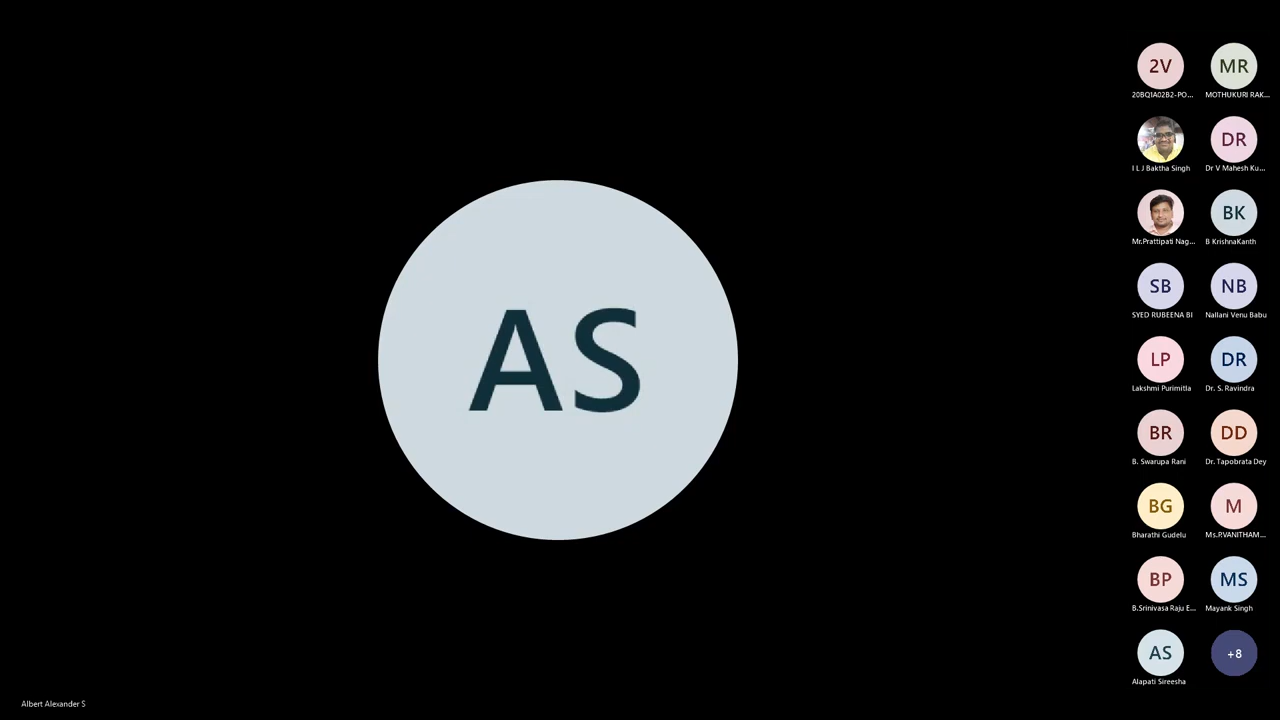 2V MR
20BQ1A02B2-PO... MOTHUKURI RAK...
DR
I L J Baktha Singh Dr V Mahesh Ku...
BK
Mr.Prattipati Nag... B KrishnaKanth
SB NB
SYED RUBEENA BI Nallani Venu Babu
AS
LP DR
Lakshmi Purimitla Dr. S. Ravindra
BR DD
B. Swarupa Rani Dr. Tapobrata Dey
BG M
Bharathi Gudelu Ms.P.VANITHAM...
BP MS
B.Srinivasa Raju E... Mayank Singh
AS +8
Alapati Sireesha
Albert Alexander S